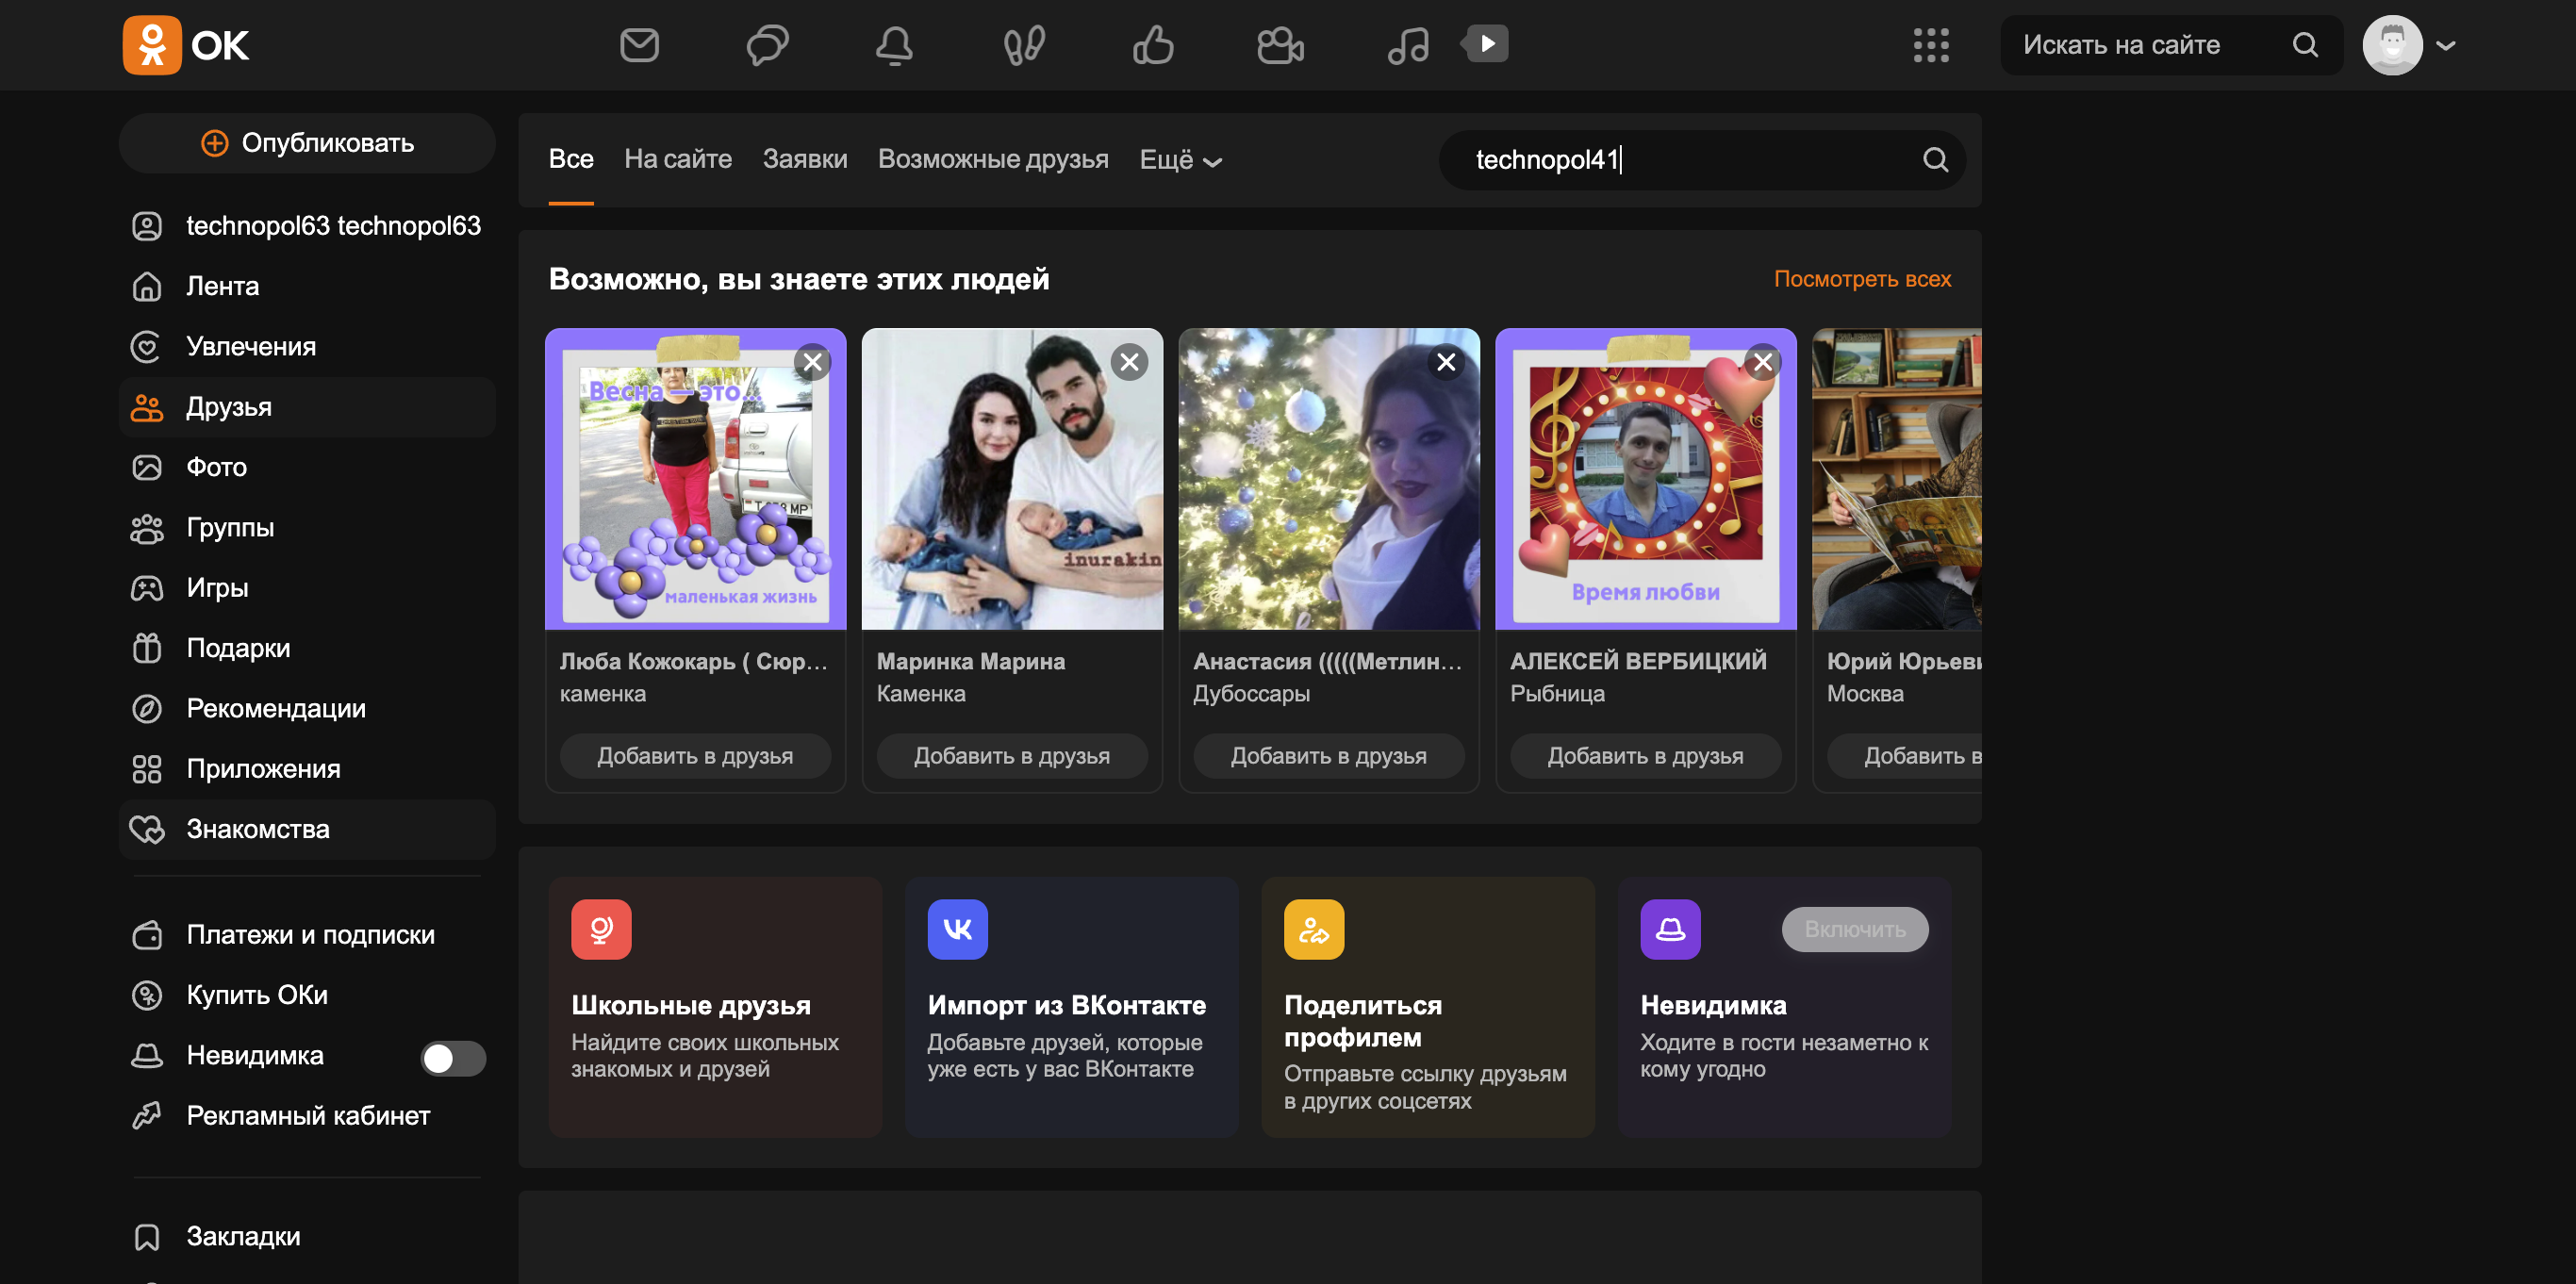 OK
Искать на сайте
Опубликовать
technopol63 technopol63
Лента
Увлечения
Друзья
Фото
Группы
Игры
Подарки
Рекомендации
Приложения
Знакомства
Платежи и подписки
Купить ОКи
Невидимка
Рекламный кабинет
Закладки
Все На сайте Заявки Возможные друзья Ещё
technopol41
Возможно, вы знаете этих людей
Посмотреть всех
Весна — это...
маленькая жизнь
Люба Кожокарь ( Сюр...
каменка
Добавить в друзья
inurakin
Маринка Марина
Каменка
Добавить в друзья
Анастасия (((((Метлин...
Дубоссары
Добавить в друзья
Время любви
АЛЕКСЕЙ ВЕРБИЦКИЙ
Рыбница
Добавить в друзья
Юрий Юрьеви
Москва
Добавить в
Школьные друзья
Найдите своих школьных
знакомых и друзей
Импорт из ВКонтакте
Добавьте друзей, которые
уже есть у вас ВКонтакте
Поделиться
профилем
Отправьте ссылку друзьям
в других соцсетях
Включить
Невидимка
Ходите в гости незаметно к
кому угодно